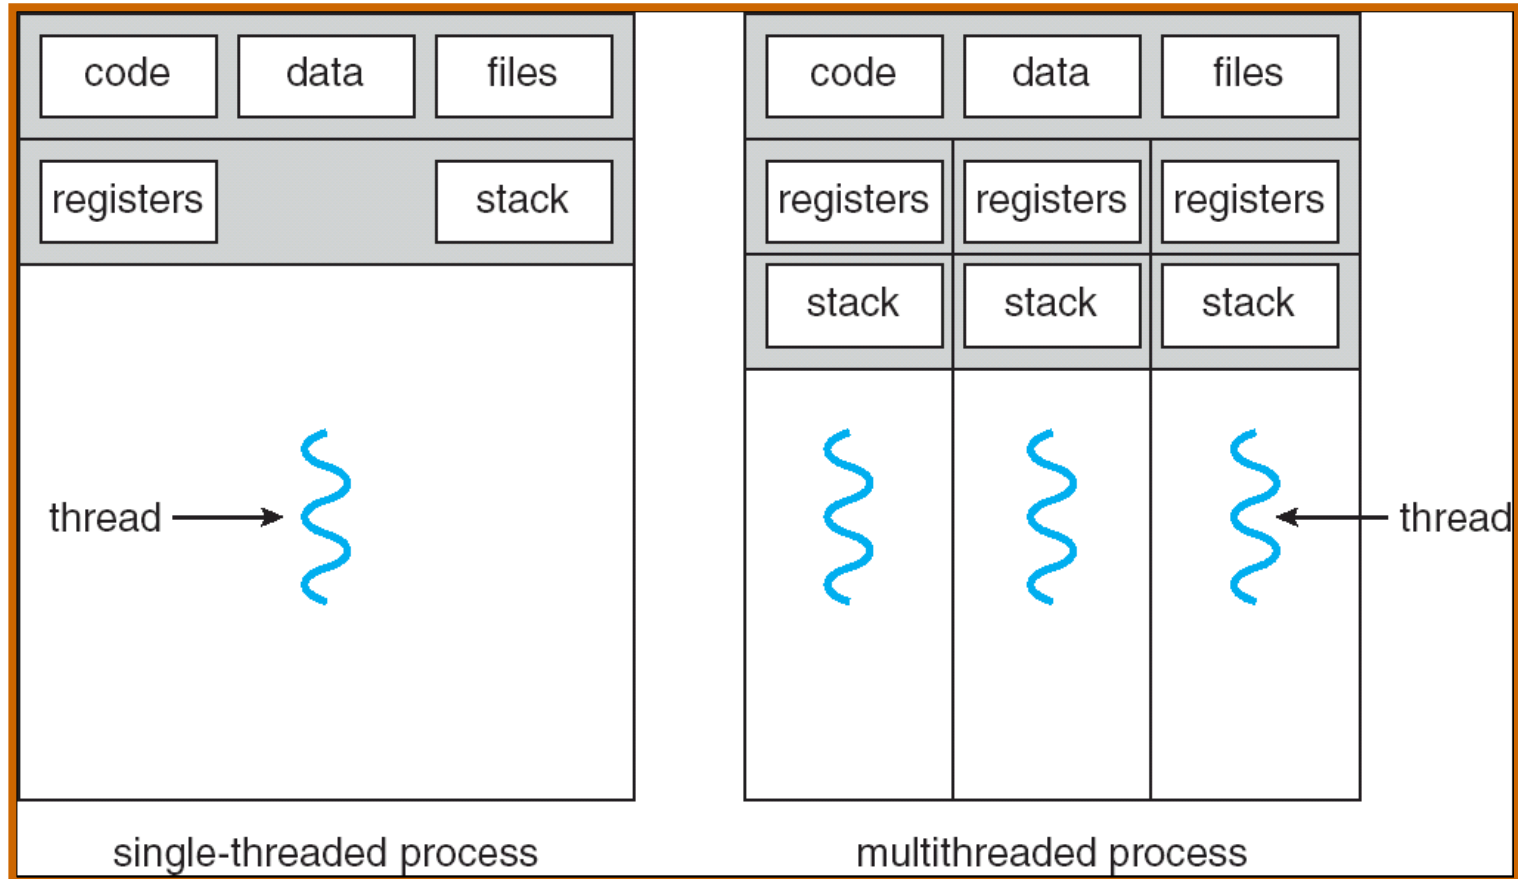 code data files
registers stack
thread
single-threaded process
code data files
registers registers registers
stack stack stack
thread
multithreaded process